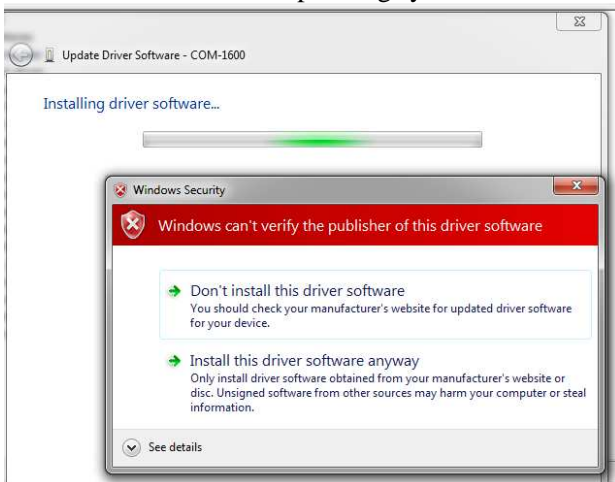 Update Driver Software - COM-1600
Installing driver software...
Windows Security
Windows can't verify the publisher of this driver software
Don't install this driver software
You should check your manufacturer's website for updated driver software
for your device.
Install this driver software anyway
Only install driver software obtained from your manufacturer's website or
disc. Unsigned software from other sources may harm your computer or steal
information.
See details